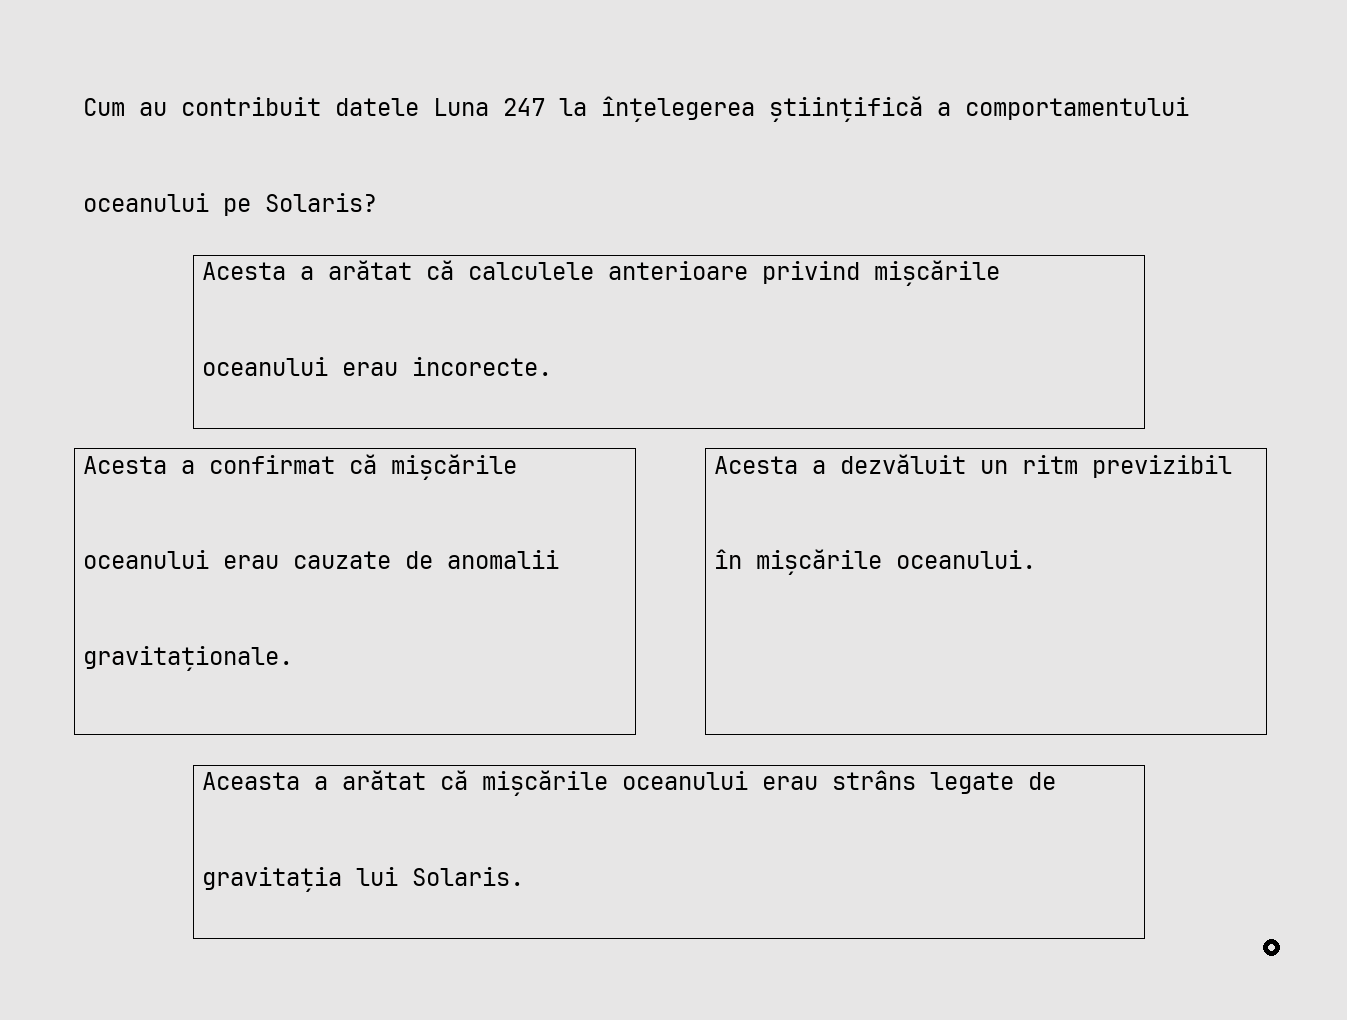 Cum au contribuit datele Luna 247 la înțelegerea științifică a comportamentului
oceanului pe Solaris?
Acesta a arătat că calculele anterioare privind mișcările
oceanului erau incorecte.
Acesta a confirmat că mișcările
oceanului erau cauzate de anomalii
gravitaționale.
Acesta a dezvăluit un ritm previzibil
în mișcările oceanului.
Aceasta a arătat că mișcările oceanului erau strâns legate de
gravitația lui Solaris.